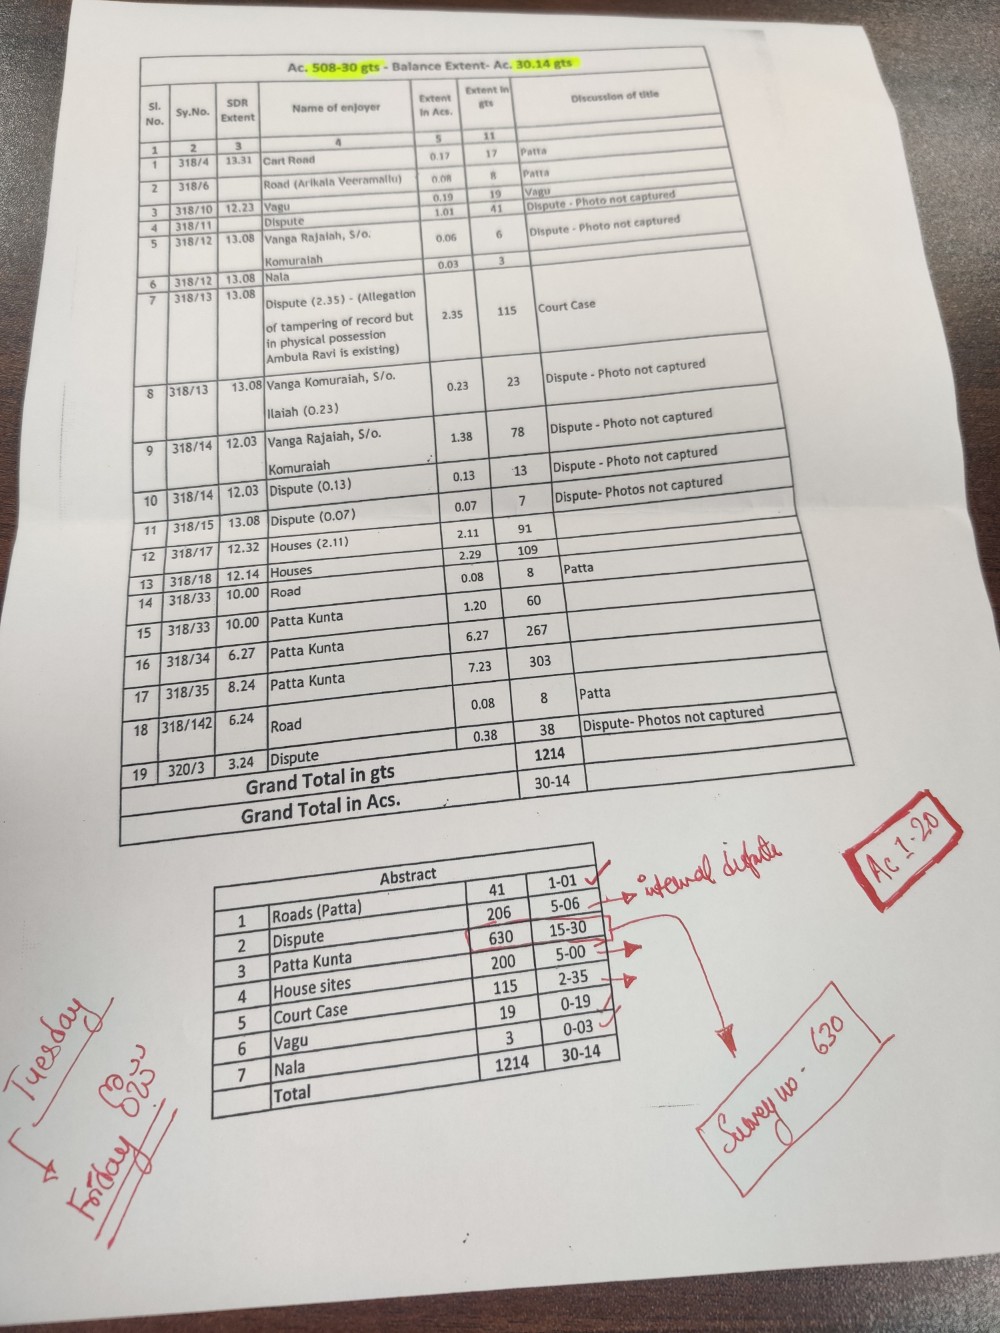 Ac. 508-30 gts - Balance Extent- Ac. 30.14 gts
Sl. No. Sy.No. SDR Extent Name of enjoyer Extent in Acs. Extent in gts Discussion of title
1 2 3 4 5 11
1 318/4 13.31 Cart Road 0.17 17 Patta
2 318/6 Road (Arikala Veeramallu) 0.08 8 Patta
3 318/10 12.23 Vagu 0.19 19 Vagu
4 318/11 Dispute 1.01 41 Dispute - Photo not captured
5 318/12 13.08 Vanga Rajaiah, S/o. Komuraiah 0.06 6 Dispute - Photo not captured
6 318/12 13.08 Nala 0.03 3
7 318/13 13.08 Dispute (2.35) - (Allegation of tampering of record but in physical possession Ambula Ravi is existing) 2.35 115 Court Case
8 318/13 13.08 Vanga Komuraiah, S/o. Ilaiah (0.23) 0.23 23 Dispute - Photo not captured
9 318/14 12.03 Vanga Rajaiah, S/o. Komuraiah 1.38 78 Dispute - Photo not captured
10 318/14 12.03 Dispute (0.13) 0.13 13 Dispute - Photo not captured
11 318/15 13.08 Dispute (0.07) 0.07 7 Dispute- Photos not captured
12 318/17 12.32 Houses (2.11) 2.11 91
13 318/18 12.14 Houses 2.29 109
14 318/33 10.00 Road 0.08 8 Patta
15 318/33 10.00 Patta Kunta 1.20 60
16 318/34 6.27 Patta Kunta 6.27 267
17 318/35 8.24 Patta Kunta 7.23 303
18 318/142 6.24 Road 0.08 8 Patta
19 320/3 3.24 Dispute 0.38 38 Dispute- Photos not captured
Grand Total in gts 1214
Grand Total in Acs. 30-14
Ac 1-20
Abstract
1 Roads (Patta) 41 1-01
2 Dispute 206 5-06 internal dispute
3 Patta Kunta 630 15-30
4 House sites 200 5-00
5 Court Case 115 2-35
6 Vagu 19 0-19
7 Nala 3 0-03
Total 1214 30-14
Survey no- 630
Tuesday
Friday